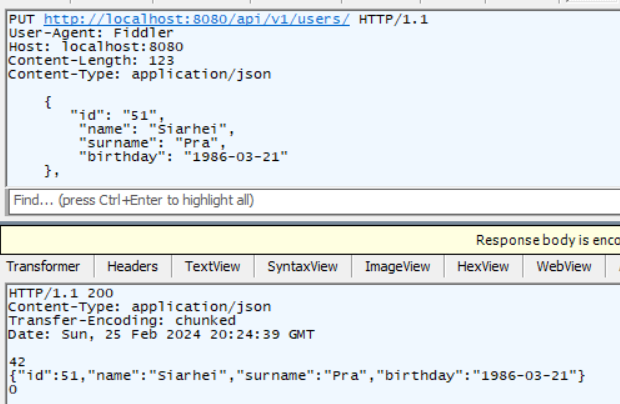 PUT http://localhost:8080/api/v1/users/ HTTP/1.1
User-Agent: Fiddler
Host: localhost:8080
Content-Length: 123
Content-Type: application/json
{
"id": "51",
"name": "Siarhei",
"surname": "Pra",
"birthday": "1986-03-21"
},
Find... (press Ctrl+Enter to highlight all)
Response body is enco
Transformer Headers TextView SyntaxView ImageView HexView WebView
HTTP/1.1 200
Content-Type: application/json
Transfer-Encoding: chunked
Date: Sun, 25 Feb 2024 20:24:39 GMT
42
{"id":51,"name":"Siarhei","surname":"Pra","birthday":"1986-03-21"}
0